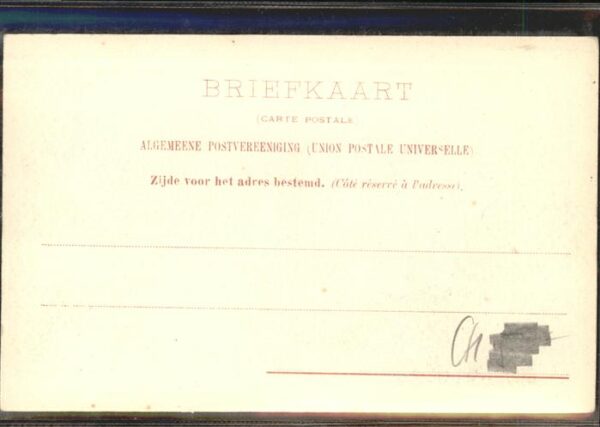 BRIEFKAART
(CARTE POSTALE)
ALGEMEENE POSTVEREENIGING (UNION POSTALE UNIVERSELLE)
Zijde voor het adres bestemd. (Côté réservé à l'adresse).